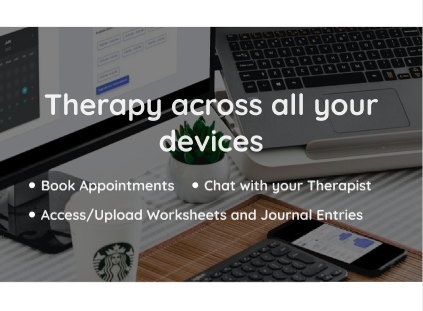 Therapy across all your
devices
• Book Appointments • Chat with your Therapist
• Access/Upload Worksheets and Journal Entries